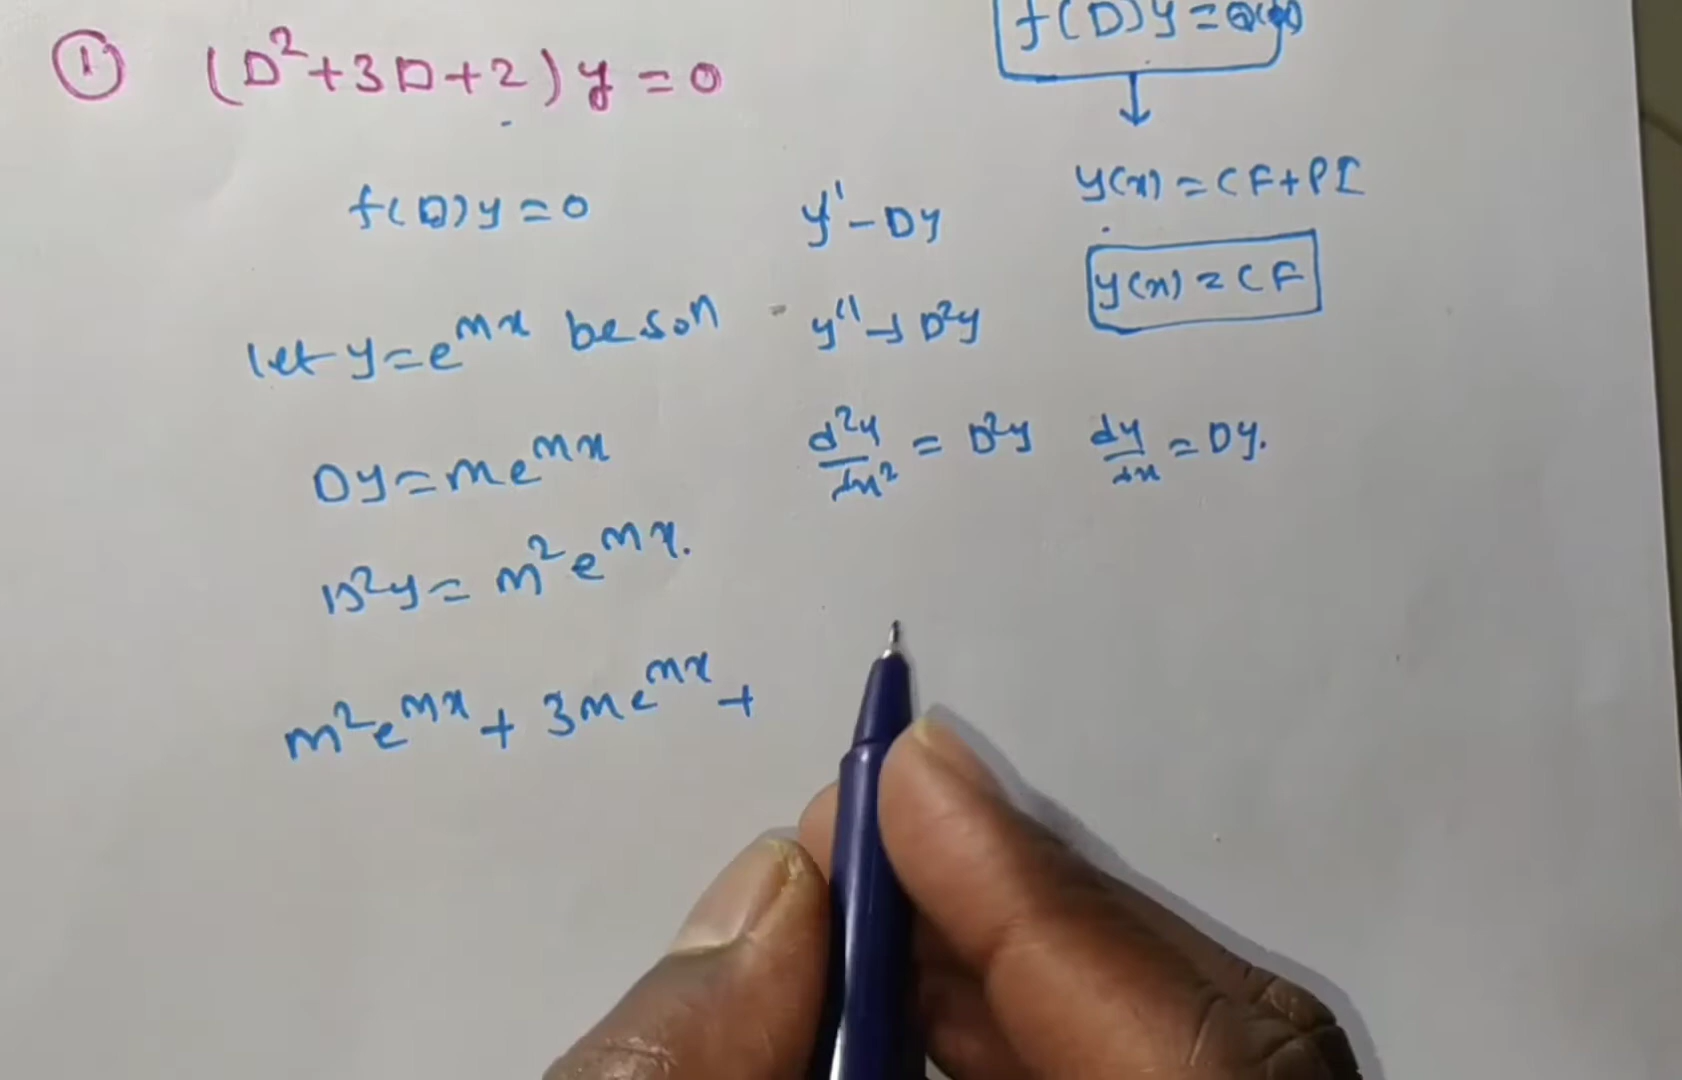 ① (D²+3D+2)y=0
f(D)y=
f(D)y=0
y' - Dy
y(x)=CF+PI
y(x)=CF
let y=e^{mx} be son
y'' → D²y
Dy=me^{mx}
d²y/dx² = D²y dy/dx = Dy.
D²y= m²e^{mx}.
m²e^{mx} + 3me^{mx} +